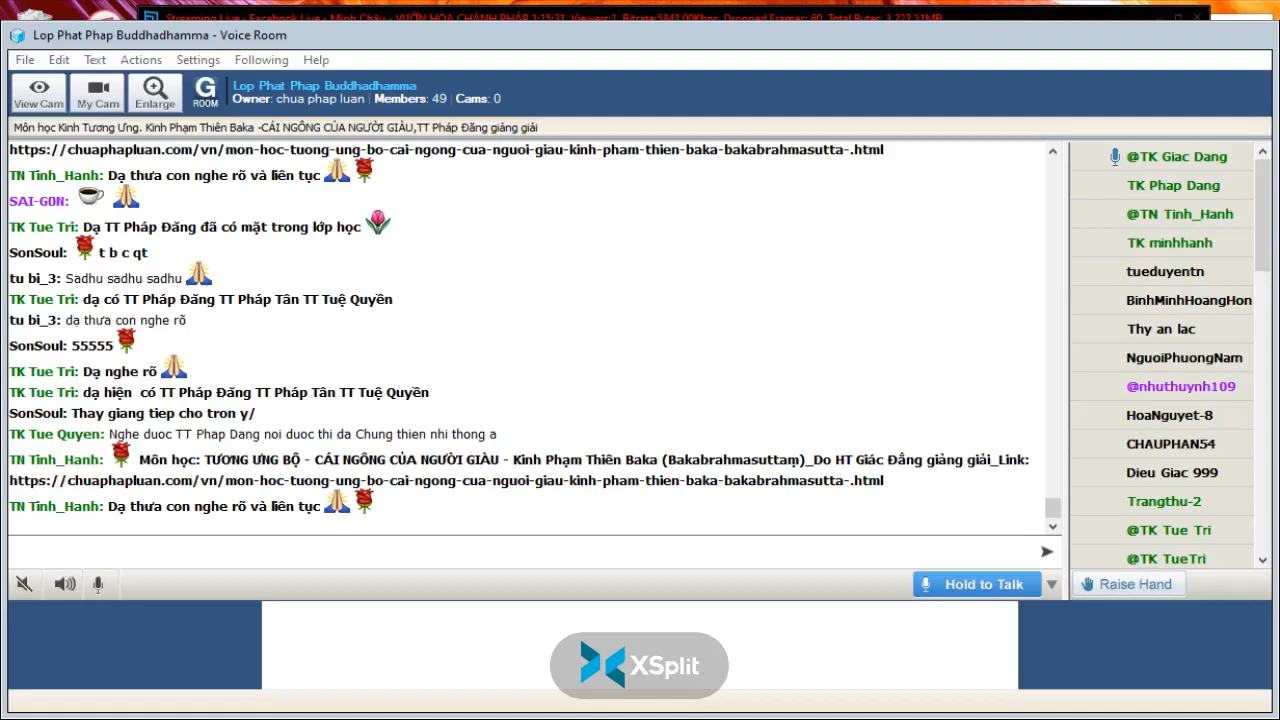 Streaming Live - Facebook Live - Minh Châu - VƯỜN HOA CHÁNH PHÁP 1:15:31, Viewers:1, Bitrate:5848.00Kbps, Dropped Frames: 60, Total Bytes: 3,227.31MB
Lop Phat Phap Buddhadhamma - Voice Room
File Edit Text Actions Settings Following Help
View Cam My Cam Enlarge G ROOM
Lop Phat Phap Buddhadhamma
Owner: chua phap luan | Members: 49 | Cams: 0
Môn học Kinh Tương Ưng. Kinh Phạm Thiên Baka -CÁI NGÔNG CỦA NGƯỜI GIÀU,TT Pháp Đăng giảng giải
https://chuaphapluan.com/vn/mon-hoc-tuong-ung-bo-cai-ngong-cua-nguoi-giau-kinh-pham-thien-baka-bakabrahmasutta-.html
TN Tinh_Hanh: Dạ thưa con nghe rõ và liên tục
SAI-GON:
TK Tue Tri: Dạ TT Pháp Đăng đã có mặt trong lớp học
SonSoul: t b c qt
tu bi_3: Sadhu sadhu sadhu
TK Tue Tri: dạ có TT Pháp Đăng TT Pháp Tân TT Tuệ Quyền
tu bi_3: dạ thưa con nghe rõ
SonSoul: 55555
TK Tue Tri: Dạ nghe rõ
TK Tue Tri: dạ hiện  có TT Pháp Đăng TT Pháp Tân TT Tuệ Quyền
SonSoul: Thay giang tiep cho tron y/
TK Tue Quyen: Nghe duoc TT Phap Dang noi duoc thi da Chung thien nhi thong a
TN Tinh_Hanh: Môn học: TƯƠNG ƯNG BỘ - CÁI NGÔNG CỦA NGƯỜI GIÀU - Kinh Phạm Thiên Baka (Bakabrahmasuttaṃ)_Do HT Giác Đẳng giảng giải_Link:
https://chuaphapluan.com/vn/mon-hoc-tuong-ung-bo-cai-ngong-cua-nguoi-giau-kinh-pham-thien-baka-bakabrahmasutta-.html
TN Tinh_Hanh: Dạ thưa con nghe rõ và liên tục
@TK Giac Dang
TK Phap Dang
@TN Tinh_Hanh
TK minhhanh
tueduyentn
BinhMinhHoangHon
Thy an lac
NguoiPhuongNam
@nhuthuynh109
HoaNguyet-8
CHAUPHAN54
Dieu Giac 999
Trangthu-2
@TK Tue Tri
@TK TueTri
Hold to Talk
Raise Hand
XSplit